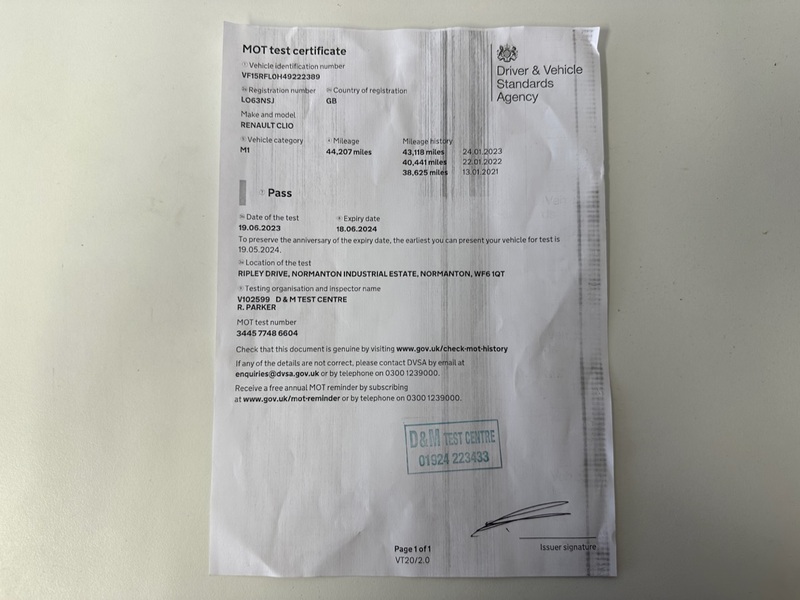 MOT test certificate
Vehicle identification number
VF15RFL0H49222389
Driver & Vehicle
Standards
Agency
Registration number Country of registration
LO63NSJ GB
Make and model
RENAULT CLIO
Vehicle category Mileage Mileage history
M1 44,207 miles 43,118 miles 24.01.2023
40,441 miles 22.01.2022
38,625 miles 13.01.2021
Pass
Date of the test Expiry date
19.06.2023 18.06.2024
To preserve the anniversary of the expiry date, the earliest you can present your vehicle for test is
19.05.2024.
Location of the test
RIPLEY DRIVE, NORMANTON INDUSTRIAL ESTATE, NORMANTON, WF6 1QT
Testing organisation and inspector name
V102599 D & M TEST CENTRE
R. PARKER
MOT test number
3445 7748 6604
Check that this document is genuine by visiting www.gov.uk/check-mot-history
If any of the details are not correct, please contact DVSA by email at
enquiries@dvsa.gov.uk or by telephone on 0300 1239000.
Receive a free annual MOT reminder by subscribing
at www.gov.uk/mot-reminder or by telephone on 0300 1239000.
D&M TEST CENTRE
01924 223433
Issuer signature
Page 1 of 1
VT20/2.0